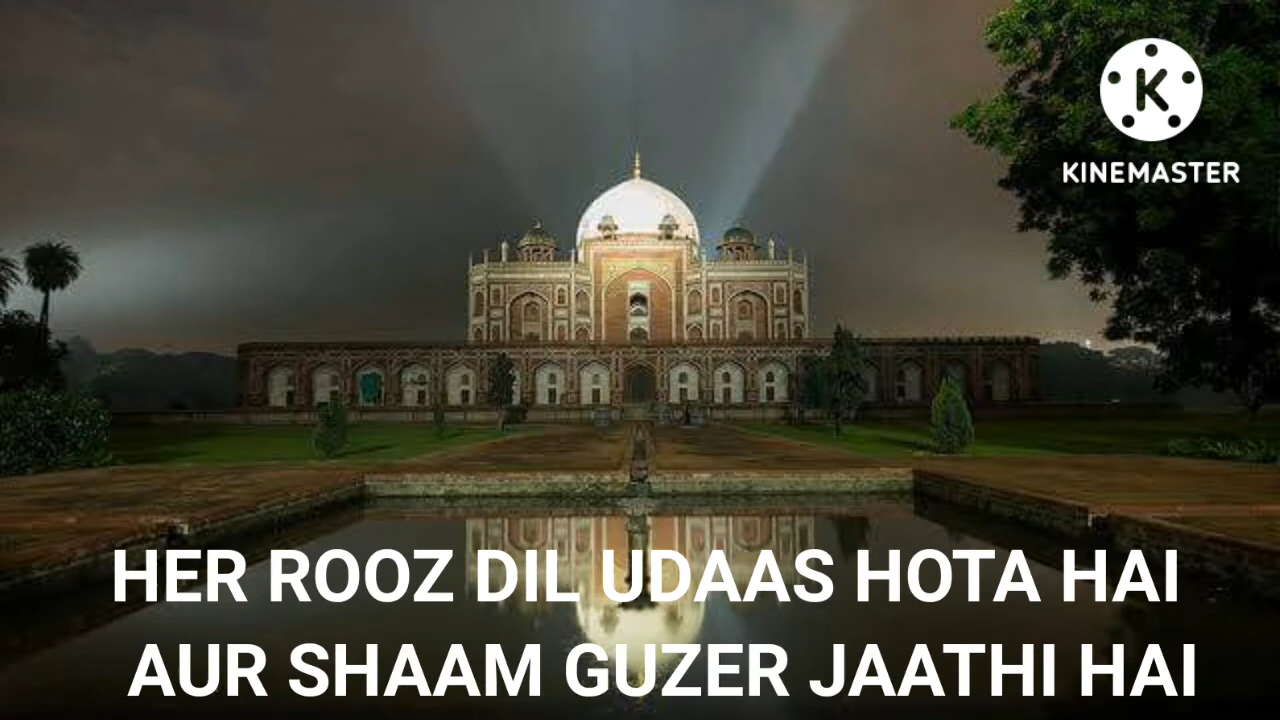 K
KINEMASTER
HER ROOZ DIL UDAAS HOTA HAI
AUR SHAAM GUZER JAATHI HAI